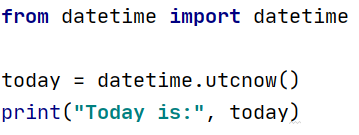 from datetime import datetime
today = datetime.utcnow()
print("Today is:", today)